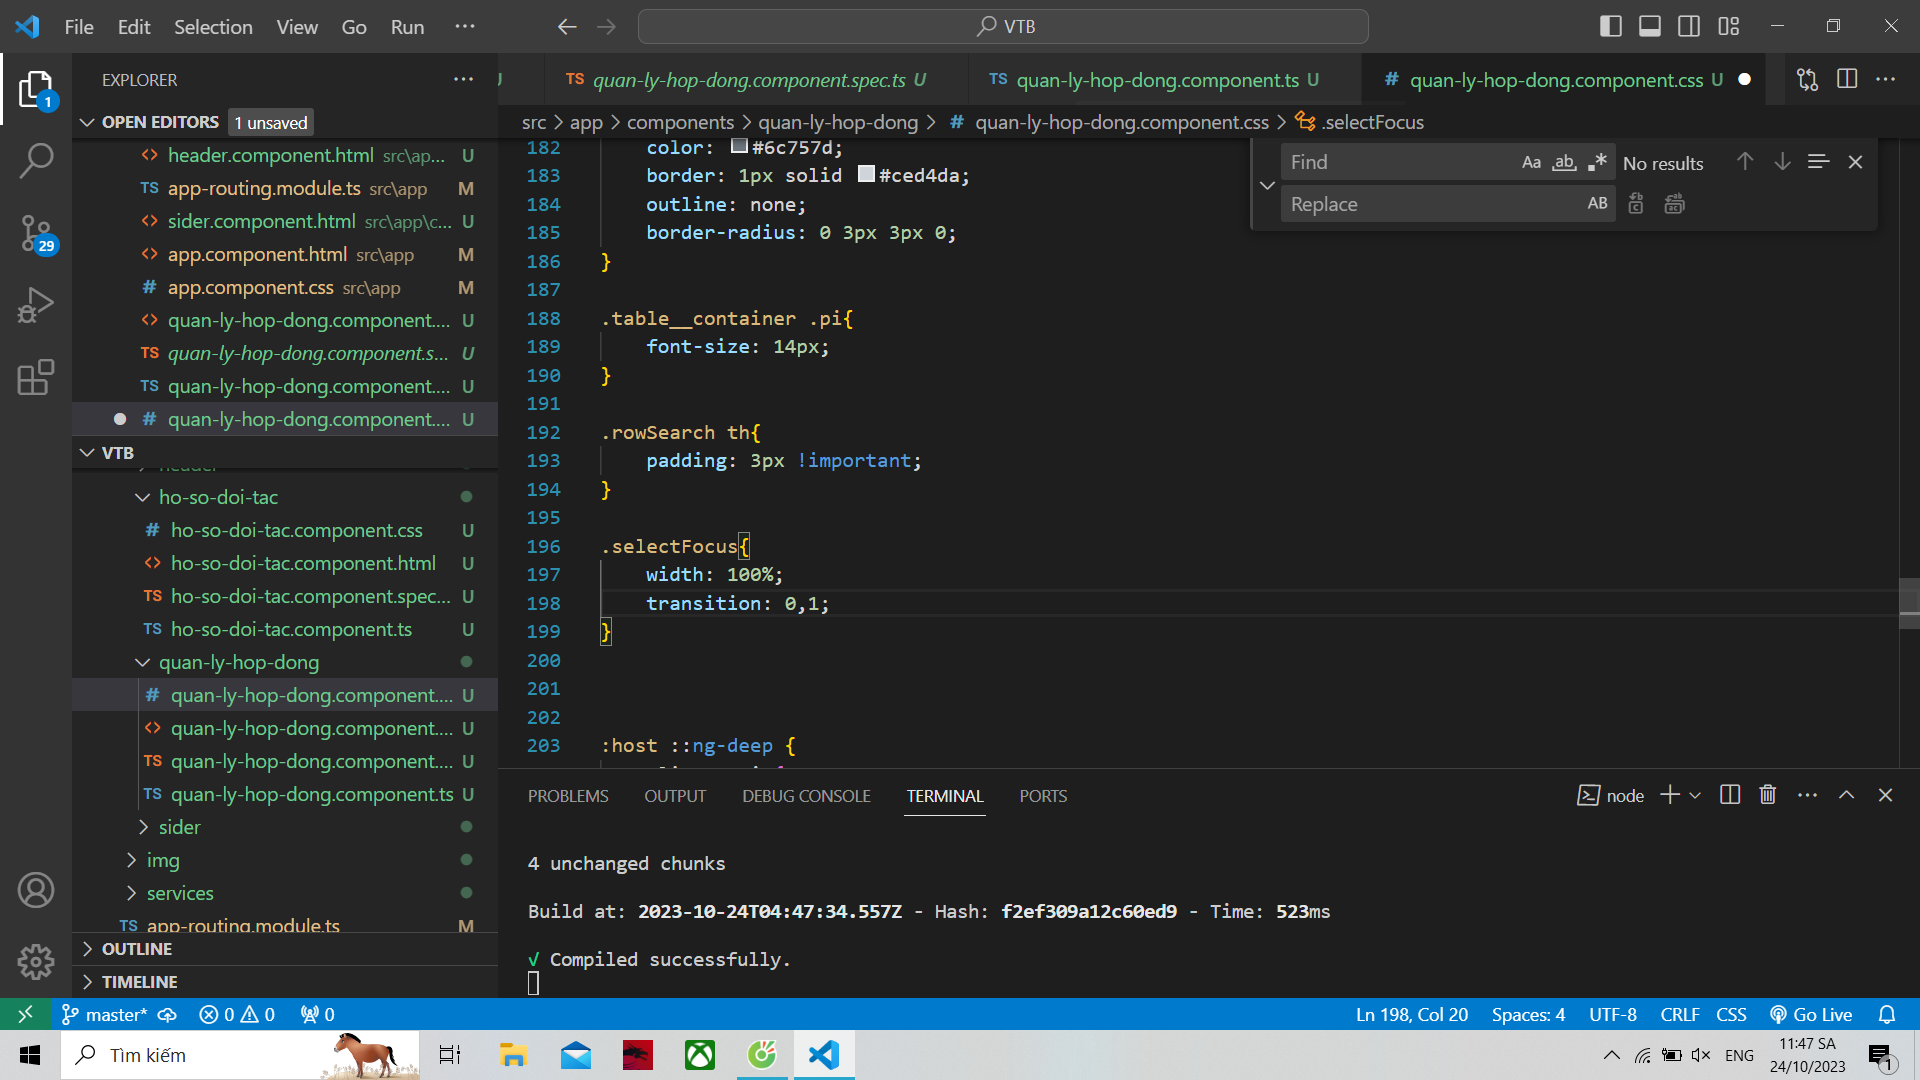 File Edit Selection View Go Run ···
VTB
EXPLORER
OPEN EDITORS 1 unsaved
header.component.html src\ap... U
TS app-routing.module.ts src\app M
sider.component.html src\app\c... U
app.component.html src\app M
# app.component.css src\app M
quan-ly-hop-dong.component.... U
TS quan-ly-hop-dong.component.s... U
TS quan-ly-hop-dong.component.... U
# quan-ly-hop-dong.component.... U
VTB
header
ho-so-doi-tac
# ho-so-doi-tac.component.css U
ho-so-doi-tac.component.html U
TS ho-so-doi-tac.component.spec... U
TS ho-so-doi-tac.component.ts U
quan-ly-hop-dong
# quan-ly-hop-dong.component.... U
quan-ly-hop-dong.component.... U
TS quan-ly-hop-dong.component.... U
TS quan-ly-hop-dong.component.ts U
sider
img
services
TS app-routing.module.ts M
OUTLINE
TIMELINE
1
29
U TS quan-ly-hop-dong.component.spec.ts U TS quan-ly-hop-dong.component.ts U # quan-ly-hop-dong.component.css U
src > app > components > quan-ly-hop-dong > # quan-ly-hop-dong.component.css > .selectFocus
Find Aa ab .* No results
Replace AB
182 color: #6c757d;
183 border: 1px solid #ced4da;
184 outline: none;
185 border-radius: 0 3px 3px 0;
186 }
187
188 .table__container .pi{
189 font-size: 14px;
190 }
191
192 .rowSearch th{
193 padding: 3px !important;
194 }
195
196 .selectFocus{
197 width: 100%;
198 transition: 0,1;
199 }
200
201
202
203 :host ::ng-deep {
PROBLEMS OUTPUT DEBUG CONSOLE TERMINAL PORTS
node
4 unchanged chunks
Build at: 2023-10-24T04:47:34.557Z - Hash: f2ef309a12c60ed9 - Time: 523ms
√ Compiled successfully.
master* 0 0 0
Ln 198, Col 20 Spaces: 4 UTF-8 CRLF CSS Go Live
Tìm kiếm
ENG
11:47 SA
24/10/2023
1